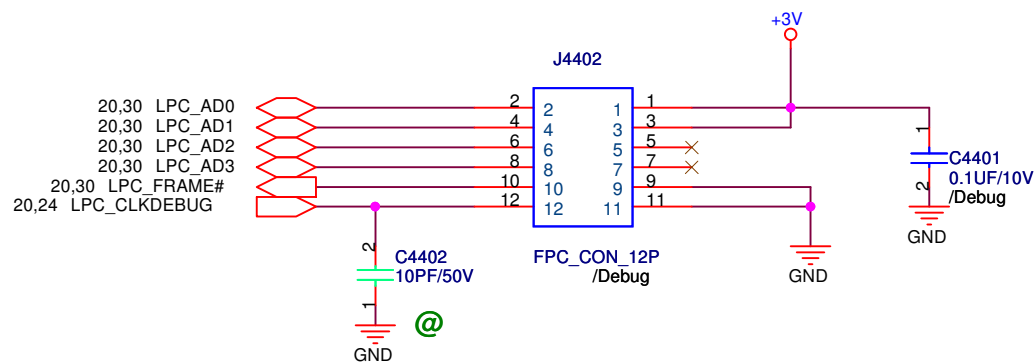 +3V
J4402
20,30 LPC_AD0 2 2 1 1
20,30 LPC_AD1 4 4 3 3
20,30 LPC_AD2 6 6 5 5
20,30 LPC_AD3 8 8 7 7
20,30 LPC_FRAME# 10 10 9 9
20,24 LPC_CLKDEBUG 12 12 11 11
1
C4401
0.1UF/10V
/Debug
2
GND
2
C4402
10PF/50V
1
GND
@
FPC_CON_12P
/Debug
GND